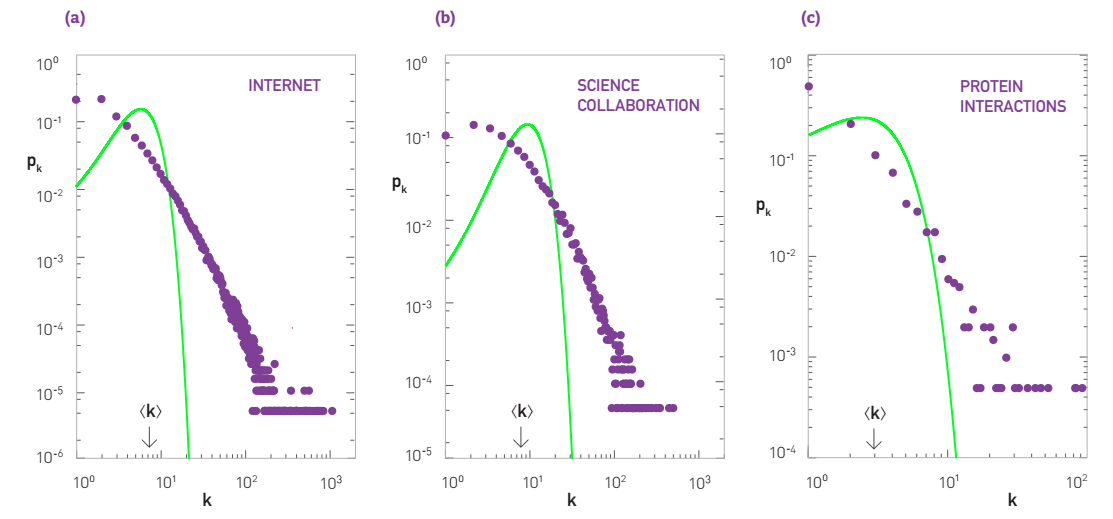 (a)
(b)
(c)
INTERNET
10⁰
10⁻¹
10⁻²
10⁻³
10⁻⁴
10⁻⁵
10⁻⁶
pₖ
⟨k⟩
10⁰
10¹
10²
10³
k
SCIENCE
COLLABORATION
10⁰
10⁻¹
10⁻²
10⁻³
10⁻⁴
10⁻⁵
pₖ
⟨k⟩
10⁰
10¹
10²
10³
k
PROTEIN
INTERACTIONS
10⁰
10⁻¹
10⁻²
10⁻³
10⁻⁴
pₖ
⟨k⟩
10⁰
10¹
10²
k